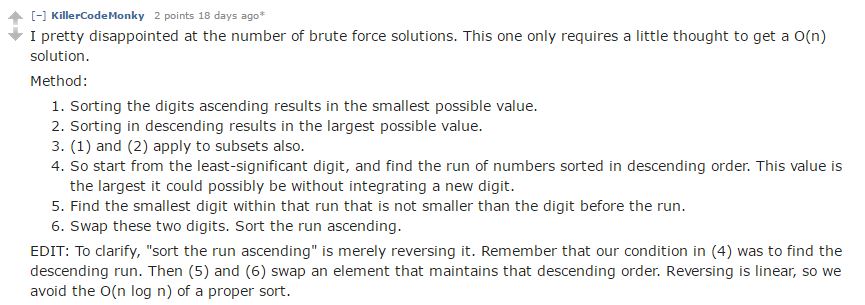 [-] KillerCodeMonkey 2 points 18 days ago*
I pretty disappointed at the number of brute force solutions. This one only requires a little thought to get a O(n)
solution.
Method:
1. Sorting the digits ascending results in the smallest possible value.
2. Sorting in descending results in the largest possible value.
3. (1) and (2) apply to subsets also.
4. So start from the least-significant digit, and find the run of numbers sorted in descending order. This value is
the largest it could possibly be without integrating a new digit.
5. Find the smallest digit within that run that is not smaller than the digit before the run.
6. Swap these two digits. Sort the run ascending.
EDIT: To clarify, "sort the run ascending" is merely reversing it. Remember that our condition in (4) was to find the
descending run. Then (5) and (6) swap an element that maintains that descending order. Reversing is linear, so we
avoid the O(n log n) of a proper sort.